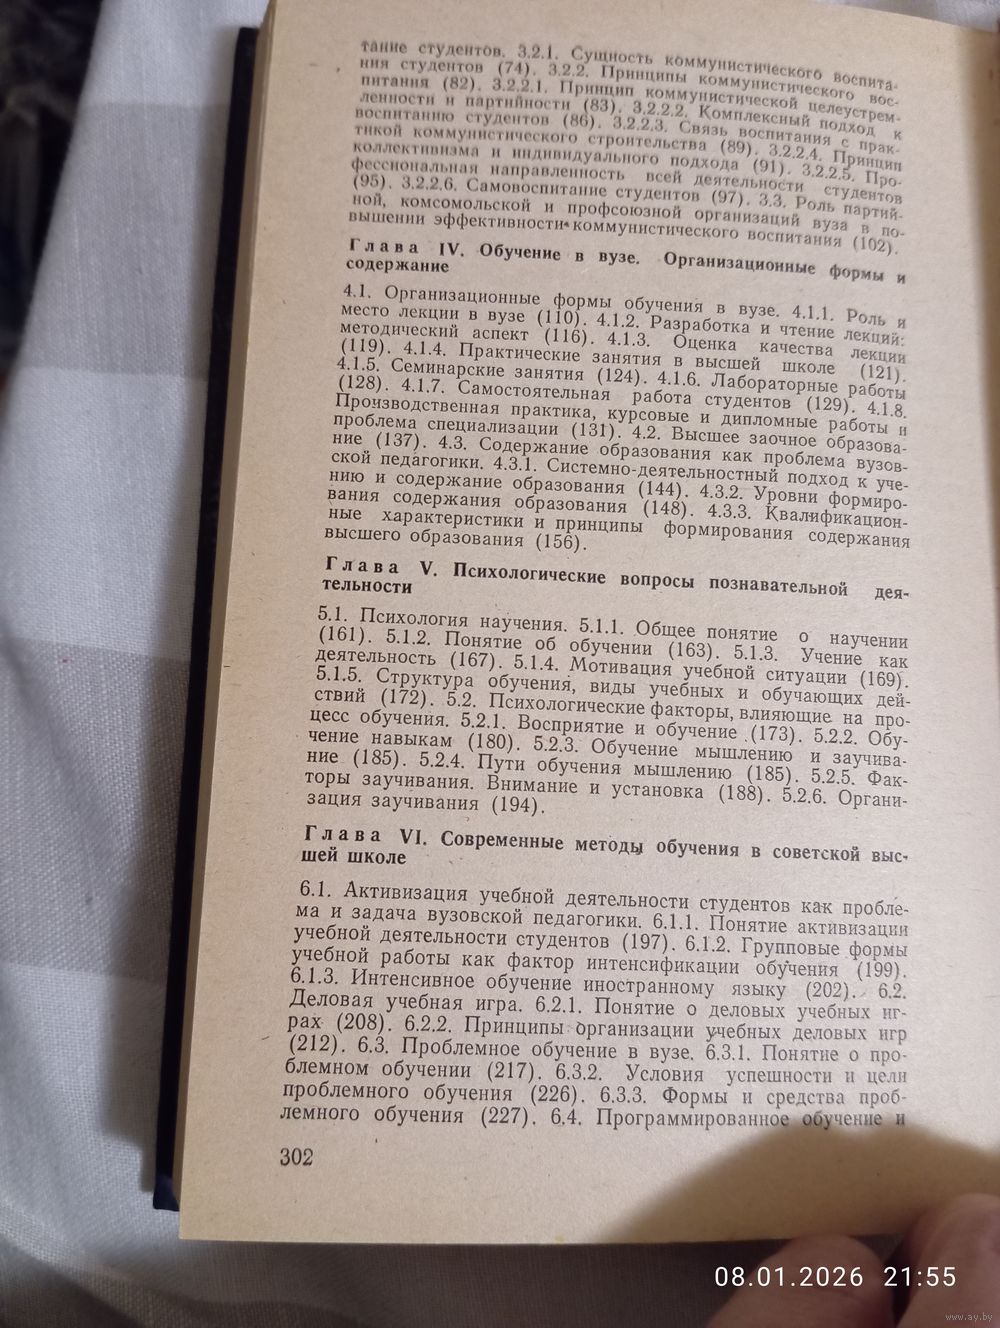 тание студентов. 3.2.1. Сущность коммунистического воспита-
ния студентов (74). 3.2.2. Принципы коммунистического вос-
питания (82). 3.2.2.1. Принцип коммунистической целеустрем-
ленности и партийности (83). 3.2.2.2. Комплексный подход к
воспитанию студентов (86). 3.2.2.3. Связь воспитания с прак-
тикой коммунистического строительства (89). 3.2.2.4. Принцип
коллективизма и индивидуального подхода (91). 3.2.2.5. Про-
фессиональная направленность всей деятельности студентов
(95). 3.2.2.6. Самовоспитание студентов (97). 3.3. Роль партий-
ной, комсомольской и профсоюзной организаций вуза в по-
вышении эффективности коммунистического воспитания (102).
Глава IV. Обучение в вузе. Организационные формы и
содержание
4.1. Организационные формы обучения в вузе. 4.1.1. Роль и
место лекции в вузе (110). 4.1.2. Разработка и чтение лекций:
методический аспект (116). 4.1.3. Оценка качества лекции
(119). 4.1.4. Практические занятия в высшей школе (121).
4.1.5. Семинарские занятия (124). 4.1.6. Лабораторные работы
(128). 4.1.7. Самостоятельная работа студентов (129). 4.1.8.
Производственная практика, курсовые и дипломные работы и
проблема специализации (131). 4.2. Высшее заочное образова-
ние (137). 4.3. Содержание образования как проблема вузов-
ской педагогики. 4.3.1. Системно-деятельностный подход к уче-
нию и содержание образования (144). 4.3.2. Уровни формиро-
вания содержания образования (148). 4.3.3. Квалификацион-
ные характеристики и принципы формирования содержания
высшего образования (156).
Глава V. Психологические вопросы познавательной дея-
тельности
5.1. Психология научения. 5.1.1. Общее понятие о научении
(161). 5.1.2. Понятие об обучении (163). 5.1.3. Учение как
деятельность (167). 5.1.4. Мотивация учебной ситуации (169).
5.1.5. Структура обучения, виды учебных и обучающих дей-
ствий (172). 5.2. Психологические факторы, влияющие на про-
цесс обучения. 5.2.1. Восприятие и обучение (173). 5.2.2. Обу-
чение навыкам (180). 5.2.3. Обучение мышлению и заучива-
ние (185). 5.2.4. Пути обучения мышлению (185). 5.2.5. Фак-
торы заучивания. Внимание и установка (188). 5.2.6. Органи-
зация заучивания (194).
Глава VI. Современные методы обучения в советской выс-
шей школе
6.1. Активизация учебной деятельности студентов как пробле-
ма и задача вузовской педагогики. 6.1.1. Понятие активизации
учебной деятельности студентов (197). 6.1.2. Групповые формы
учебной работы как фактор интенсификации обучения (199).
6.1.3. Интенсивное обучение иностранному языку (202). 6.2.
Деловая учебная игра. 6.2.1. Понятие о деловых учебных иг-
рах (208). 6.2.2. Принципы организации учебных деловых игр
(212). 6.3. Проблемное обучение в вузе. 6.3.1. Понятие о про-
блемном обучении (217). 6.3.2. Условия успешности и цели
проблемного обучения (226). 6.3.3. Формы и средства проб-
лемного обучения (227). 6.4. Программированное обучение и
302
08.01.2026 21:55
www.ay.by